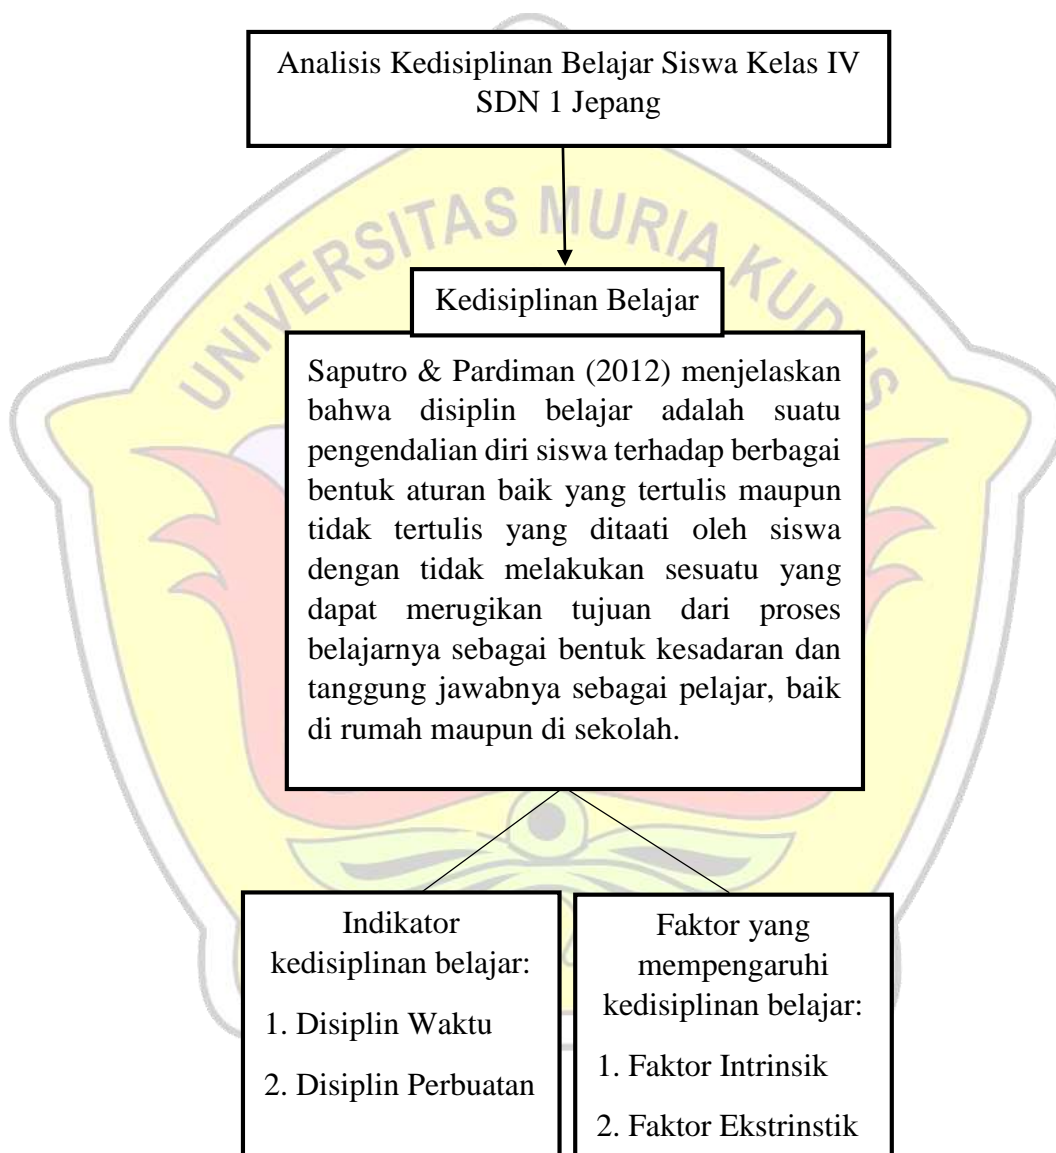 Analisis Kedisiplinan Belajar Siswa Kelas IV
SDN 1 Jepang
UNIVERSITAS MURIA KUDUS
Kedisiplinan Belajar
Saputro & Pardiman (2012) menjelaskan
bahwa disiplin belajar adalah suatu
pengendalian diri siswa terhadap berbagai
bentuk aturan baik yang tertulis maupun
tidak tertulis yang ditaati oleh siswa
dengan tidak melakukan sesuatu yang
dapat merugikan tujuan dari proses
belajarnya sebagai bentuk kesadaran dan
tanggung jawabnya sebagai pelajar, baik
di rumah maupun di sekolah.
Indikator
kedisiplinan belajar:
1. Disiplin Waktu
2. Disiplin Perbuatan
Faktor yang
mempengaruhi
kedisiplinan belajar:
1. Faktor Intrinsik
2. Faktor Ekstrinstik